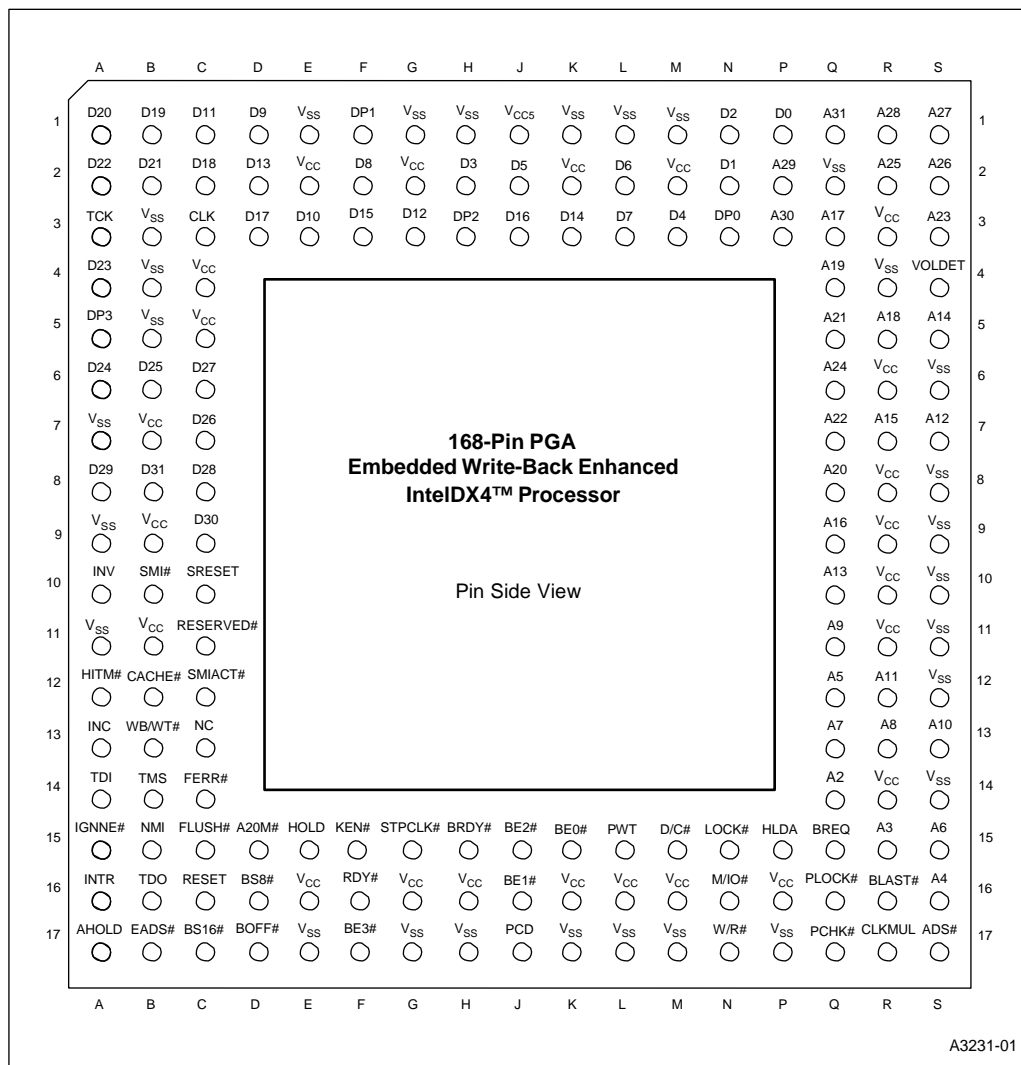 A B C D E F G H J K L M N P Q R S
D20 D19 D11 D9 VSS DP1 VSS VSS VCC5 VSS VSS VSS D2 D0 A31 A28 A27
1 1
D22 D21 D18 D13 VCC D8 VCC D3 D5 VCC D6 VCC D1 A29 VSS A25 A26
2 2
TCK VSS CLK D17 D10 D15 D12 DP2 D16 D14 D7 D4 DP0 A30 A17 VCC A23
3 3
D23 VSS VCC A19 VSS VOLDET
4 4
DP3 VSS VCC A21 A18 A14
5 5
D24 D25 D27 A24 VCC VSS
6 6
VSS VCC D26 A22 A15 A12
7 7
168-Pin PGA
Embedded Write-Back Enhanced
IntelDX4™ Processor
D29 D31 D28 A20 VCC VSS
8 8
VSS VCC D30 A16 VCC VSS
9 9
INV SMI# SRESET A13 VCC VSS
10 10
Pin Side View
VSS VCC RESERVED# A9 VCC VSS
11 11
HITM# CACHE# SMIACT# A5 A11 VSS
12 12
INC WB/WT# NC A7 A8 A10
13 13
TDI TMS FERR# A2 VCC VSS
14 14
IGNNE# NMI FLUSH# A20M# HOLD KEN# STPCLK# BRDY# BE2# BE0# PWT D/C# LOCK# HLDA BREQ A3 A6
15 15
INTR TDO RESET BS8# VCC RDY# VCC VCC BE1# VCC VCC VCC M/IO# VCC PLOCK# BLAST# A4
16 16
AHOLD EADS# BS16# BOFF# VSS BE3# VSS VSS PCD VSS VSS VSS W/R# VSS PCHK# CLKMUL ADS#
17 17
A B C D E F G H J K L M N P Q R S
A3231-01